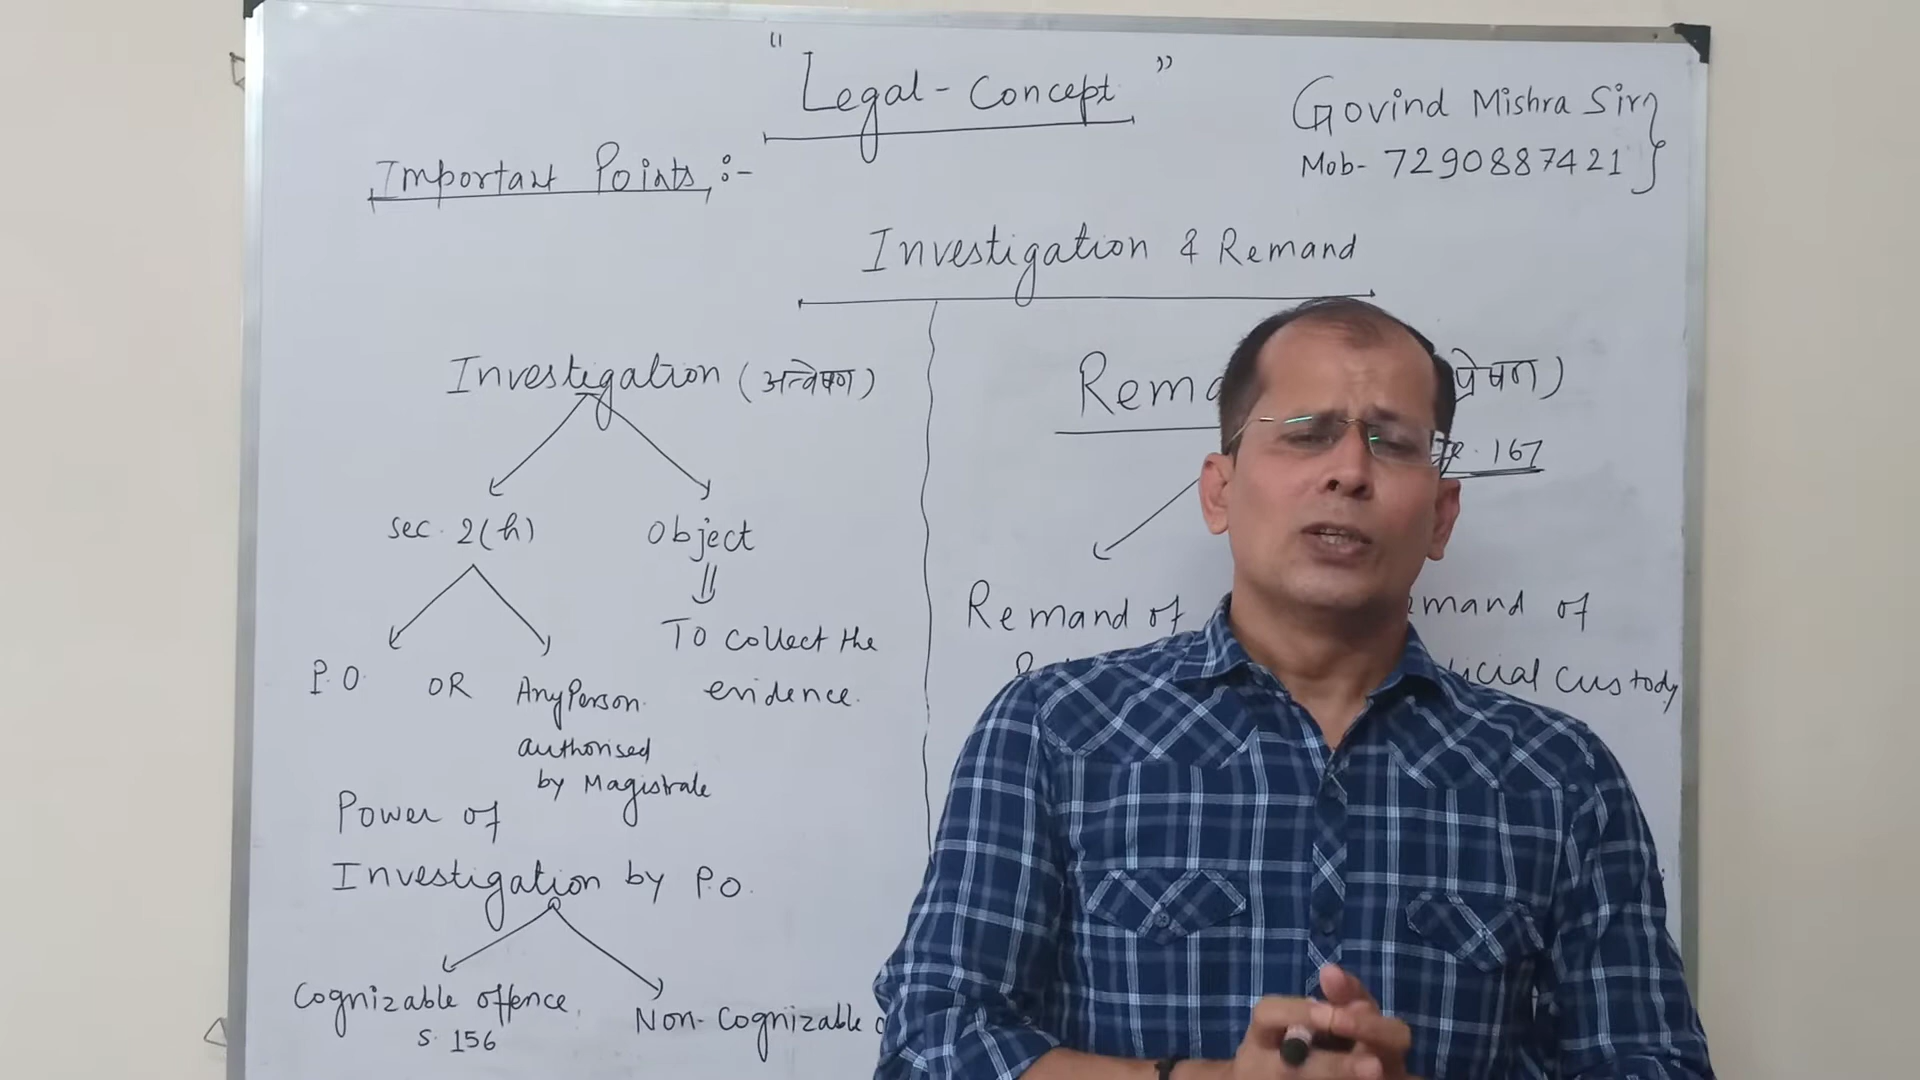 "Legal-Concept"
Govind Mishra Sir
Mob- 7290887421
Important Points :-
Investigation & Remand
Investigation (अन्वेषण)
Rema
प्रेषण)
167
Sec. 2(h)
Object
To collect the
evidence.
P.O. OR Any Person
authorised
by Magistrate
Remand of
mand of
icial custody
Power of
Investigation by P.O.
Cognizable offence,
S. 156
Non-Cognizable